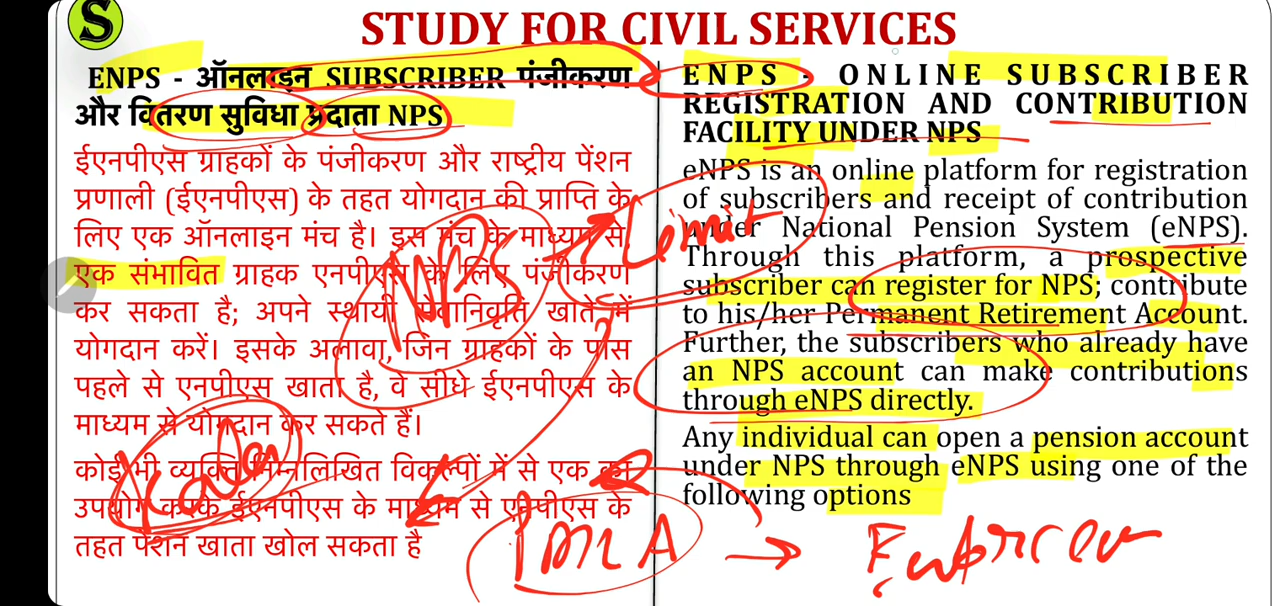 S
STUDY FOR CIVIL SERVICES
ENPS - ऑनलाइन SUBSCRIBER पंजीकरण
और वितरण सुविधा प्रदाता NPS
ईएनपीएस ग्राहकों के पंजीकरण और राष्ट्रीय पेंशन
प्रणाली (ईएनपीएस) के तहत योगदान की प्राप्ति के
लिए एक ऑनलाइन मंच है। इस मंच के माध्यम से,
एक संभावित ग्राहक एनपीएस के लिए पंजीकरण
कर सकता है; अपने स्थायी सेवानिवृति खाते में
योगदान करें। इसके अलावा, जिन ग्राहकों के पास
पहले से एनपीएस खाता है, वे सीधे ईएनपीएस के
माध्यम से योगदान कर सकते हैं।
कोई भी व्यक्ति निम्नलिखित विकल्पों में से एक का
उपयोग करके ईएनपीएस के माध्यम से एनपीएस के
तहत पेंशन खाता खोल सकता है
ENPS - ONLINE SUBSCRIBER
REGISTRATION AND CONTRIBUTION
FACILITY UNDER NPS
eNPS is an online platform for registration
of subscribers and receipt of contribution
under National Pension System (eNPS).
Through this platform, a prospective
subscriber can register for NPS; contribute
to his/her Permanent Retirement Account.
Further, the subscribers who already have
an NPS account can make contributions
through eNPS directly.
Any individual can open a pension account
under NPS through eNPS using one of the
following options
NPS
Limit